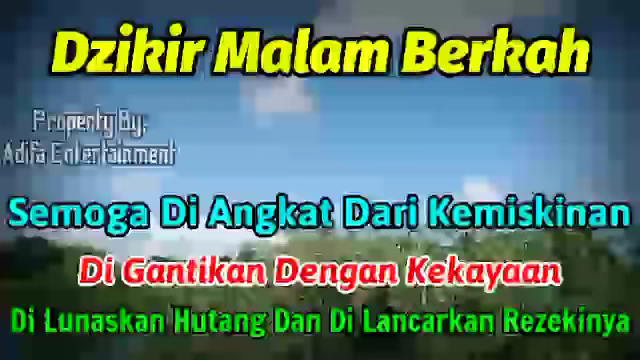 Dzikir Malam Berkah
Property By:
Adifa Entertainment
Semoga Di Angkat Dari Kemiskinan
Di Gantikan Dengan Kekayaan
Di Lunaskan Hutang Dan Di Lancarkan Rezekinya